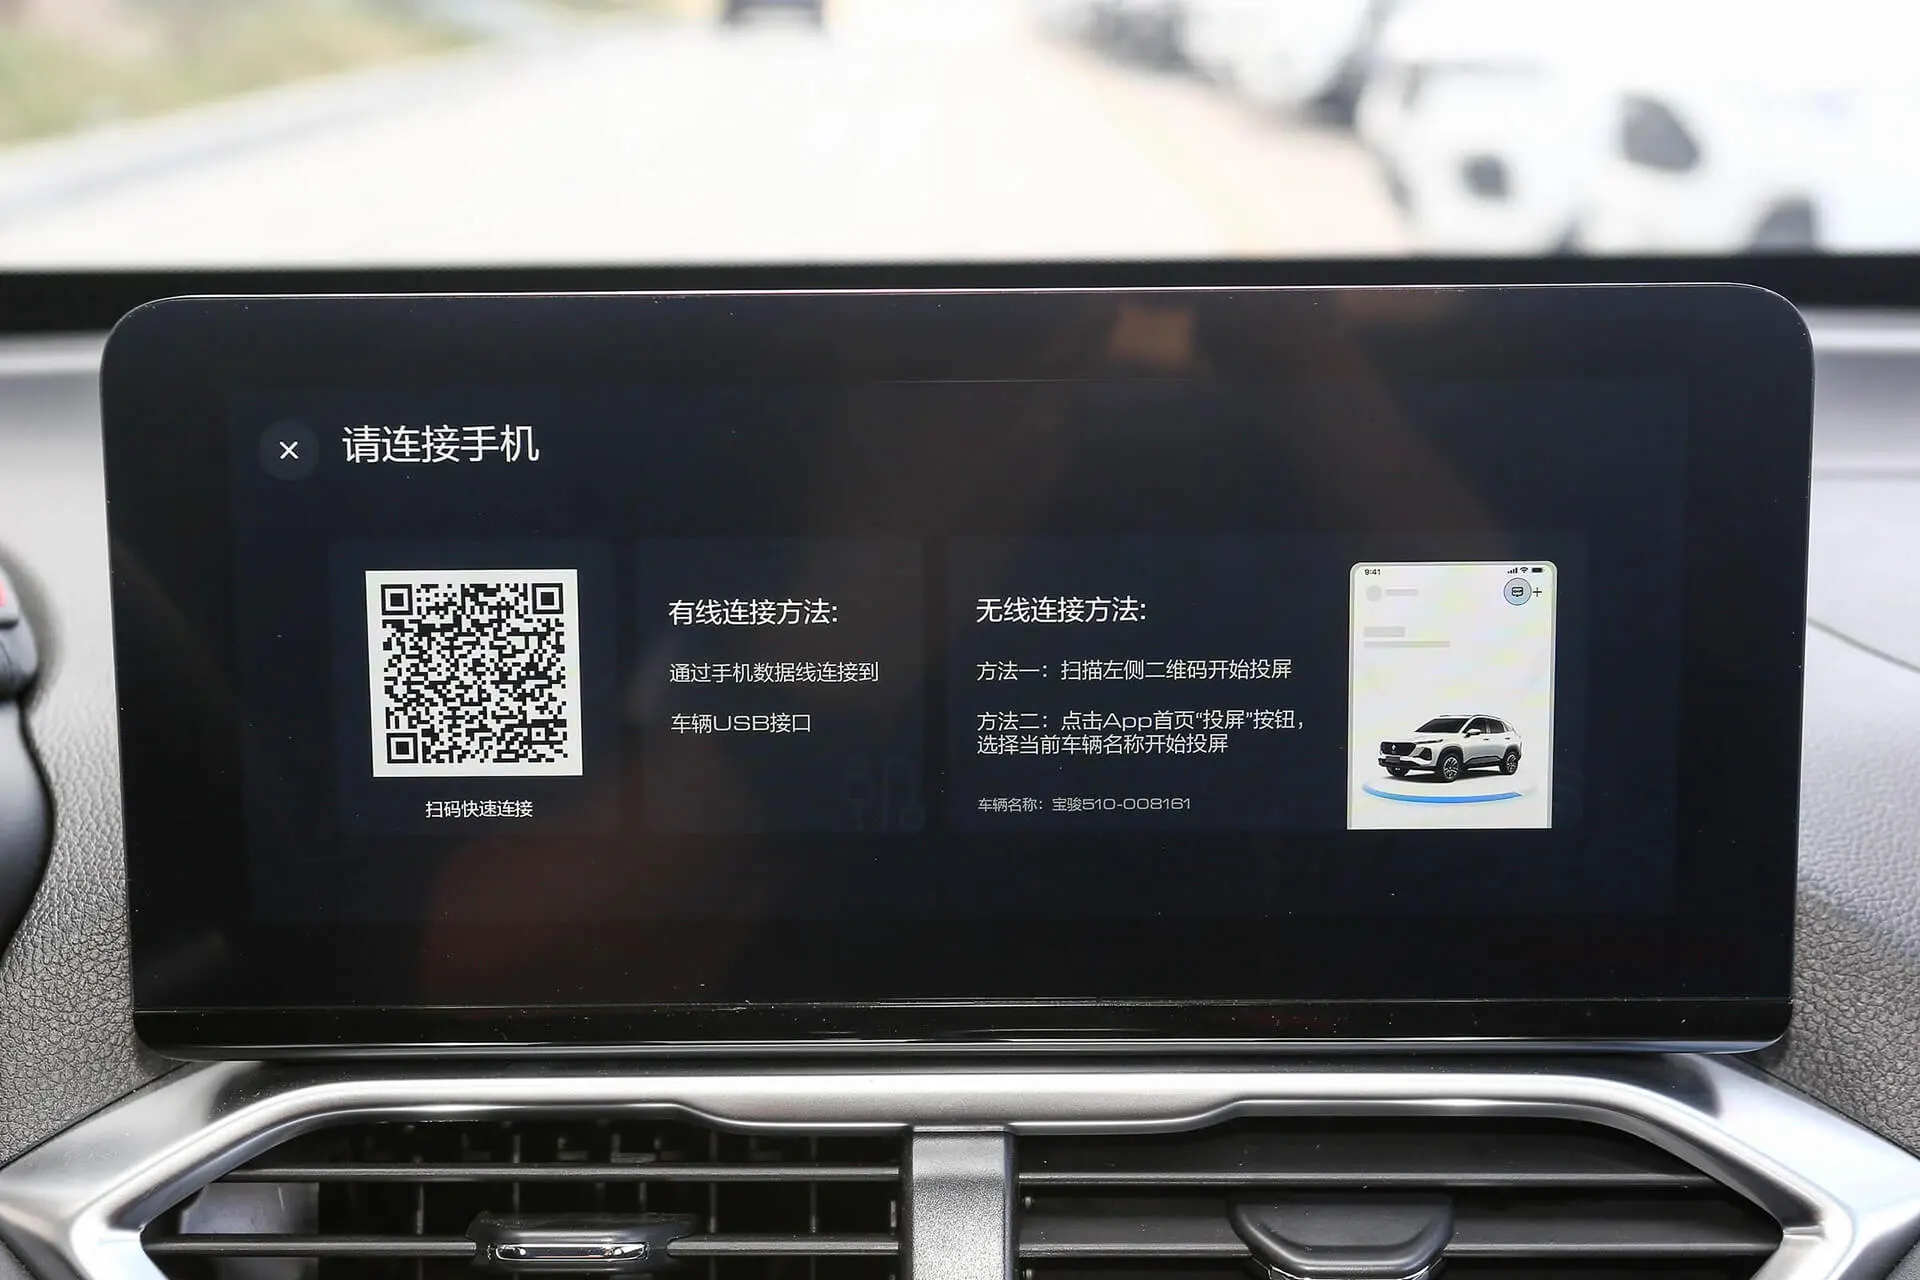 请连接手机
扫码快速连接
有线连接方法:
通过手机数据线连接到
车辆USB接口
无线连接方法:
方法一：扫描左侧二维码开始投屏
方法二：点击App首页“投屏”按钮，
选择当前车辆名称开始投屏
车辆名称：宝骏510-008161
9:41